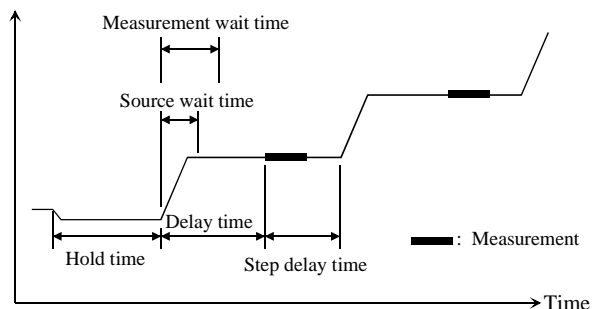 Measurement wait time
Source wait time
Delay time
Hold time
Step delay time
: Measurement
Time